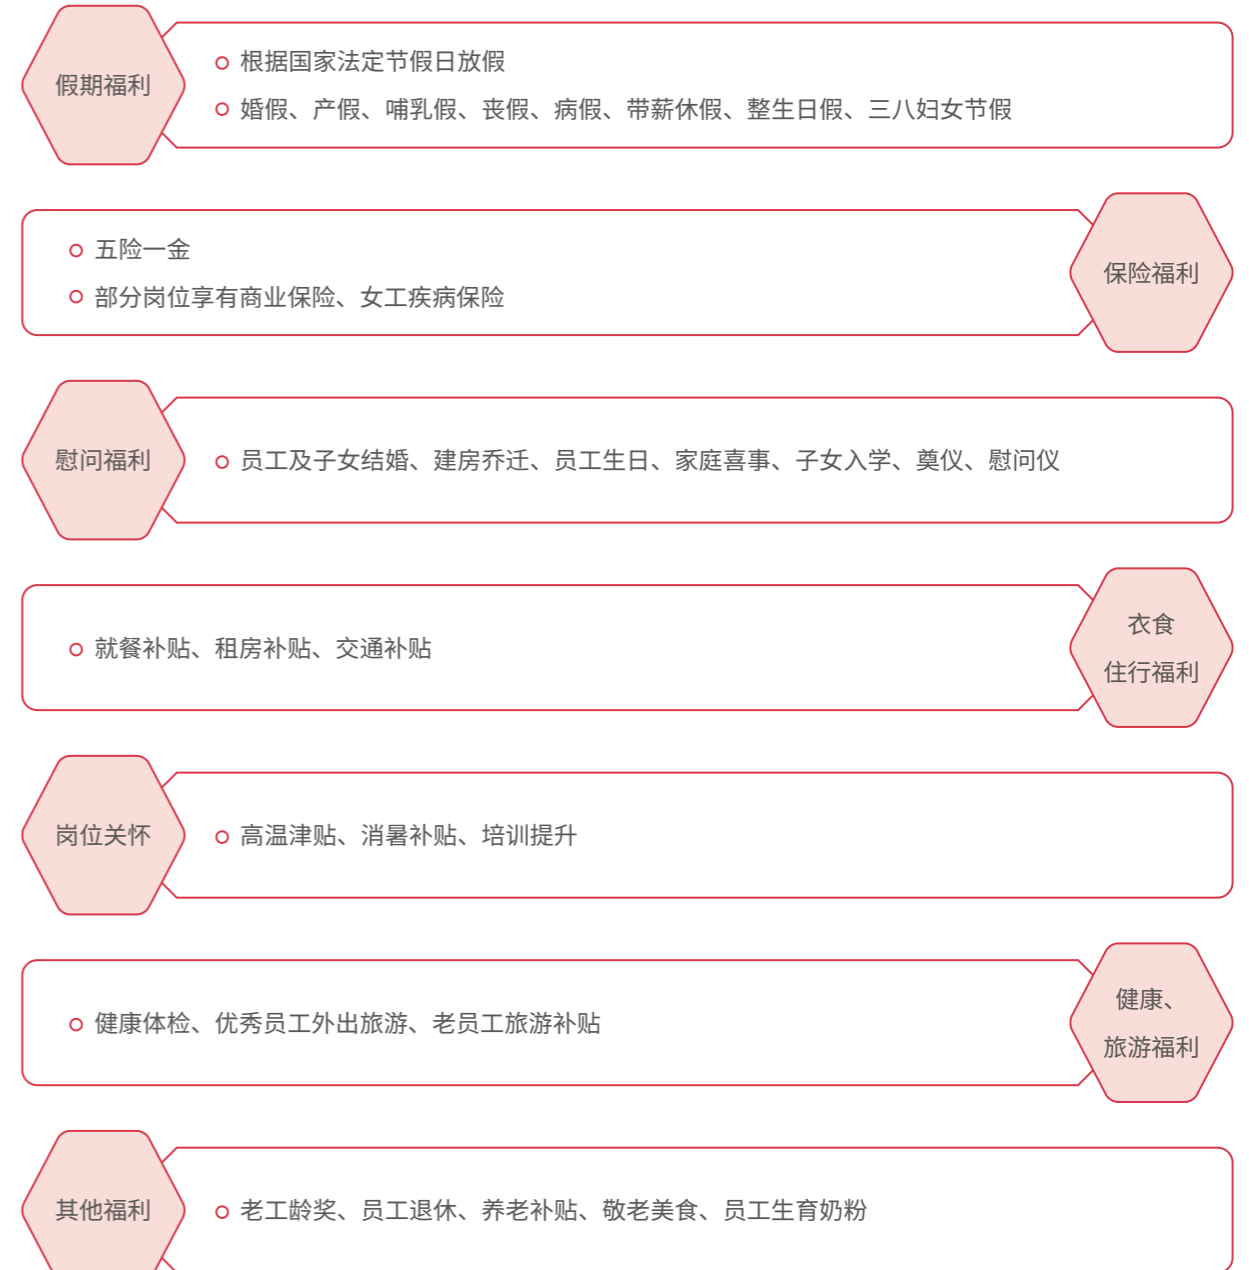 假期福利
根据国家法定节假日放假
婚假、产假、哺乳假、丧假、病假、带薪休假、整生日假、三八妇女节假
五险一金
部分岗位享有商业保险、女工疾病保险
保险福利
慰问福利
员工及子女结婚、建房乔迁、员工生日、家庭喜事、子女入学、奠仪、慰问仪
就餐补贴、租房补贴、交通补贴
衣食
住行福利
岗位关怀
高温津贴、消暑补贴、培训提升
健康体检、优秀员工外出旅游、老员工旅游补贴
健康、
旅游福利
其他福利
老工龄奖、员工退休、养老补贴、敬老美食、员工生育奶粉